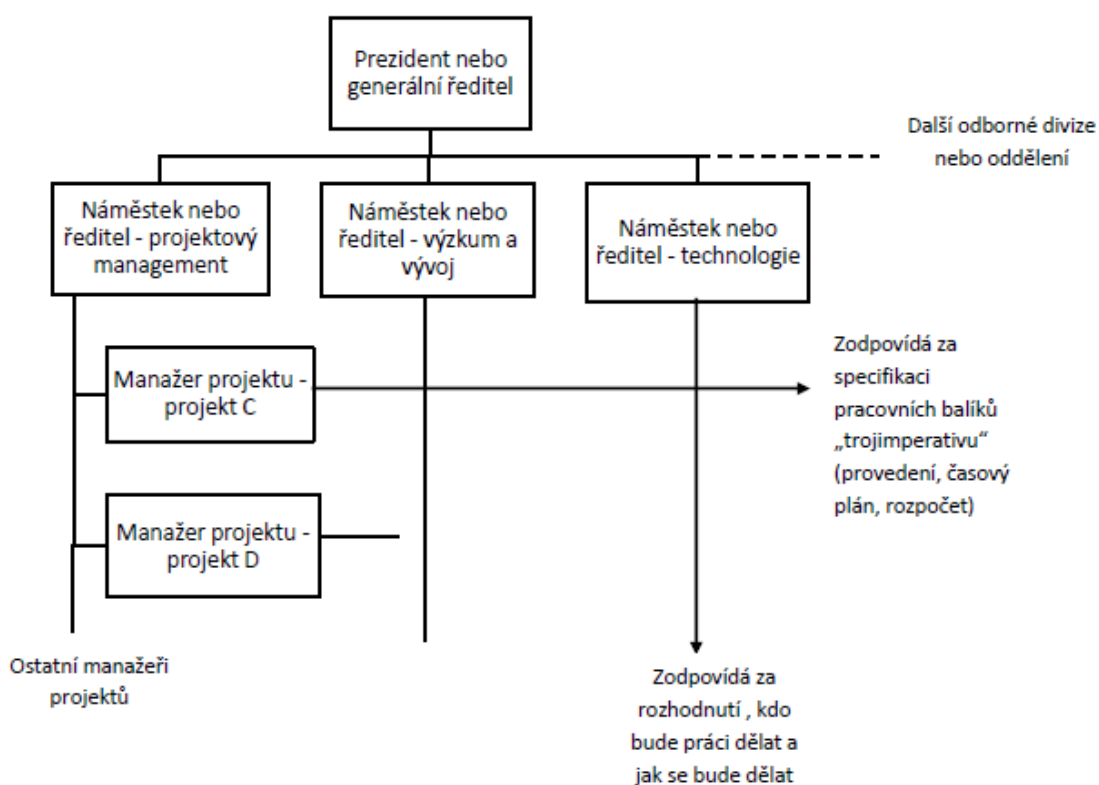 Prezident nebo
generální ředitel
Další odborné divize
nebo oddělení
Náměstek nebo
ředitel - projektový
management
Náměstek nebo
ředitel - výzkum a
vývoj
Náměstek nebo
ředitel - technologie
Manažer projektu -
projekt C
Zodpovídá za
specifikaci
pracovních balíků
„trojimperativu“
(provedení, časový
plán, rozpočet)
Manažer projektu -
projekt D
Ostatní manažeři
projektů
Zodpovídá za
rozhodnutí , kdo
bude práci dělat a
jak se bude dělat